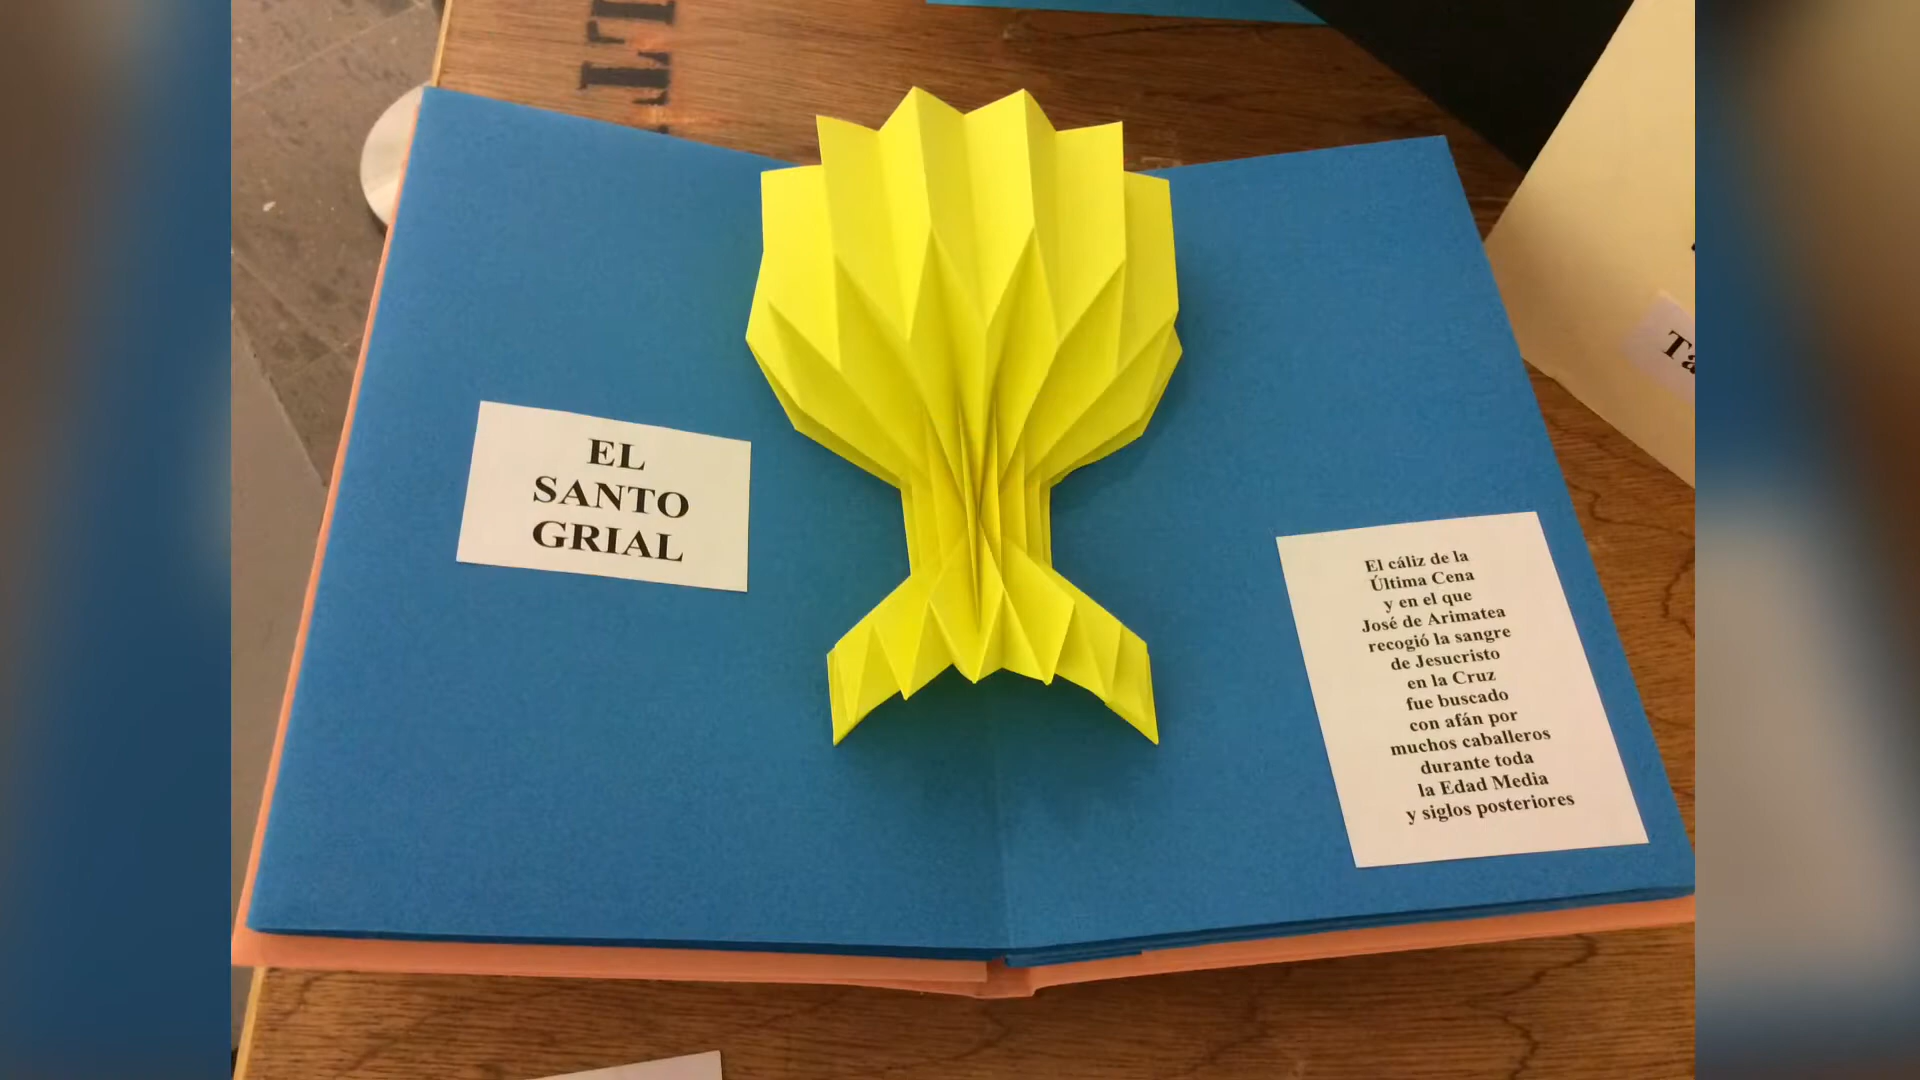 EL
SANTO
GRIAL
El cáliz de la
Última Cena
y en el que
José de Arimatea
recogió la sangre
de Jesucristo
en la Cruz
fue buscado
con afán por
muchos caballeros
durante toda
la Edad Media
y siglos posteriores